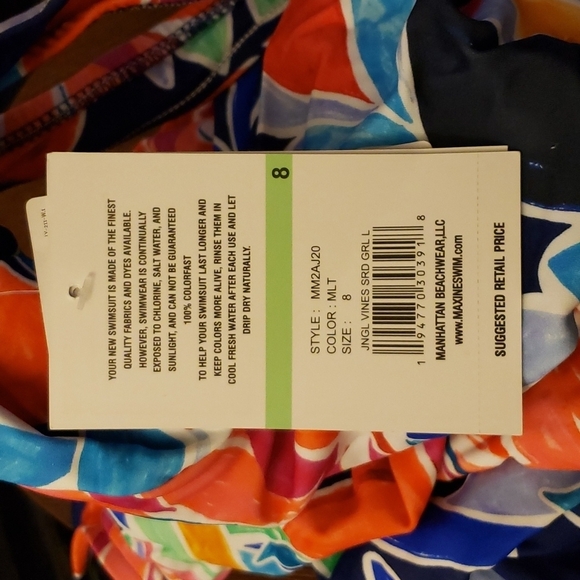 YOUR NEW SWIMSUIT IS MADE OF THE FINEST
QUALITY FABRICS AND DYES AVAILABLE.
HOWEVER, SWIMWEAR IS CONTINUALLY
EXPOSED TO CHLORINE, SALT WATER, AND
SUNLIGHT, AND CAN NOT BE GUARANTEED
100% COLORFAST
TO HELP YOUR SWIMSUIT LAST LONGER AND
KEEP COLORS MORE ALIVE, RINSE THEM IN
COOL FRESH WATER AFTER EACH USE AND LET
DRIP DRY NATURALLY.
8
STYLE : MM2AJ20
COLOR : MLT
SIZE : 8
JNGL VINES SRD GRL L
1 94770 30391 8
MANHATTAN BEACHWEAR,LLC
www.MAXINESWIM.com
SUGGESTED RETAIL PRICE